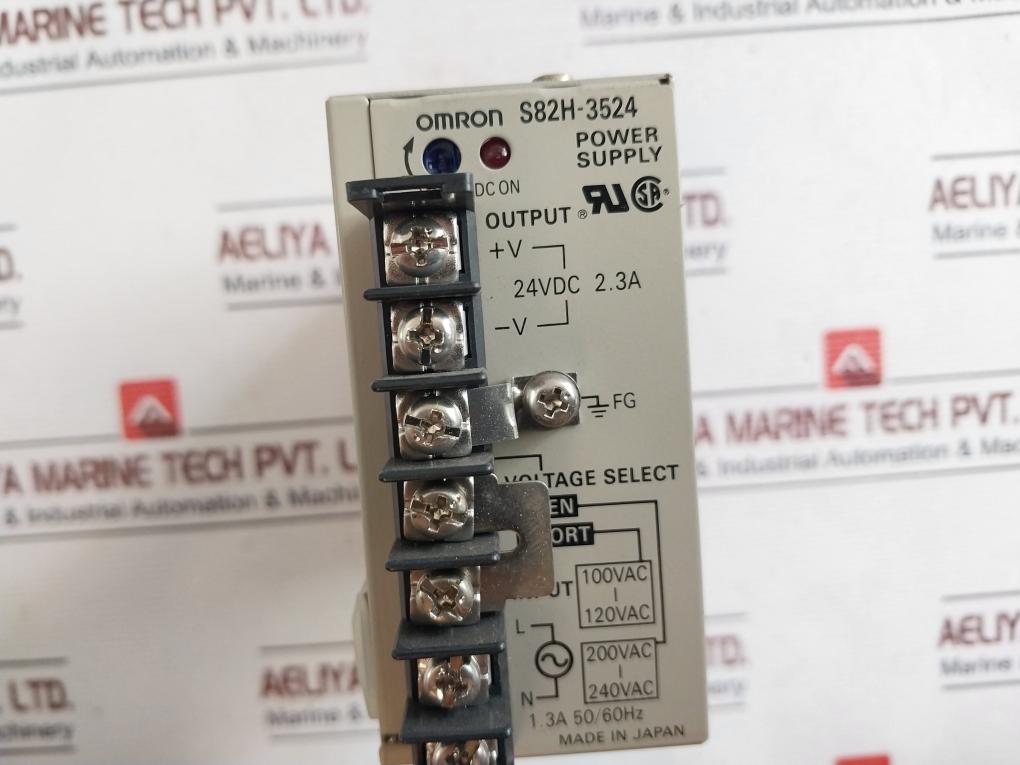 MARINE TECH PVT. LTD.
Industrial Automation & Machinery
Marine & Industrial Automation & Machinery
OMRON S82H-3524
POWER
SUPPLY
DC ON
OUTPUT ®
+V
24VDC 2.3A
-V
FG
VOLTAGE SELECT
100VAC
120VAC
L
200VAC
240VAC
N
1.3A 50/60Hz
MADE IN JAPAN
AELIYA
LTD.
Marine &
AELIYA
Marine &
MARINE TECH PVT. L
& Industrial Automation &
MARINE TECH PVT.
& Industrial Automation & Machinery
LTD.
AELIYA
Machinery
Marine &
AELIYA
Marine &